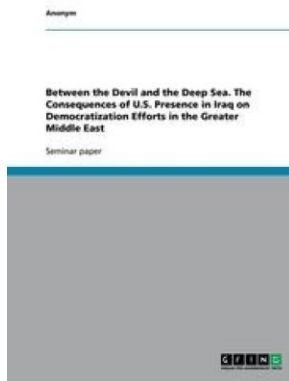 Anonym
Between the Devil and the Deep Sea. The
Consequences of U.S. Presence in Iraq on
Democratization Efforts in the Greater
Middle East
Seminar paper
GRIN